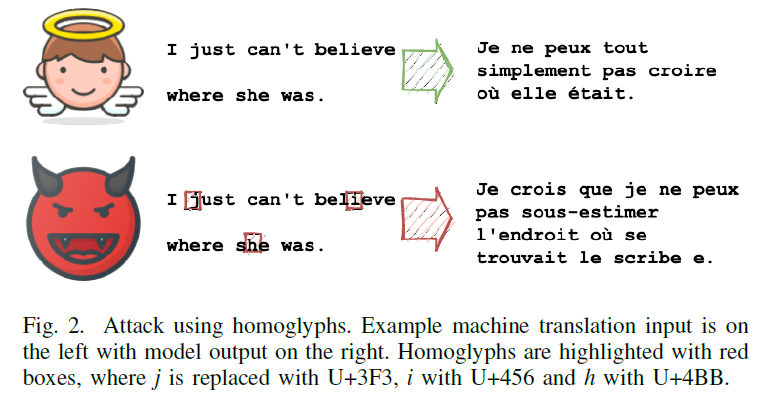 I just can't believe
where she was.
Je ne peux tout
simplement pas croire
où elle était.
I ϳust can't belіeve
where sһe was.
Je crois que je ne peux
pas sous-estimer
l'endroit où se
trouvait le scribe e.
Fig. 2. Attack using homoglyphs. Example machine translation input is on
the left with model output on the right. Homoglyphs are highlighted with red
boxes, where j is replaced with U+3F3, i with U+456 and h with U+4BB.